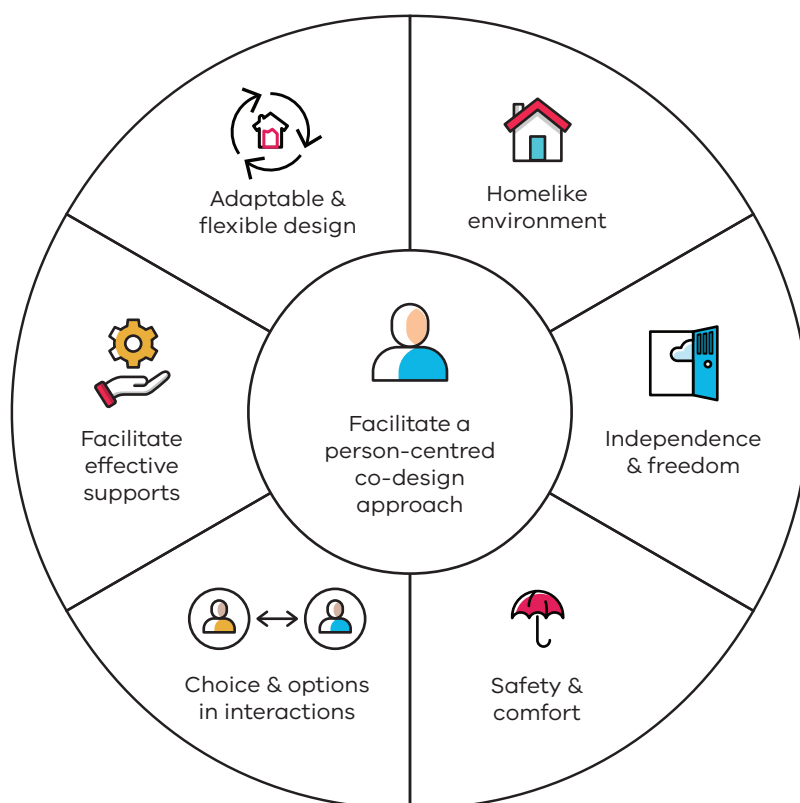 Adaptable &
flexible design
Homelike
environment
Facilitate
effective
supports
Facilitate a
person-centred
co-design
approach
Independence
& freedom
Choice & options
in interactions
Safety &
comfort